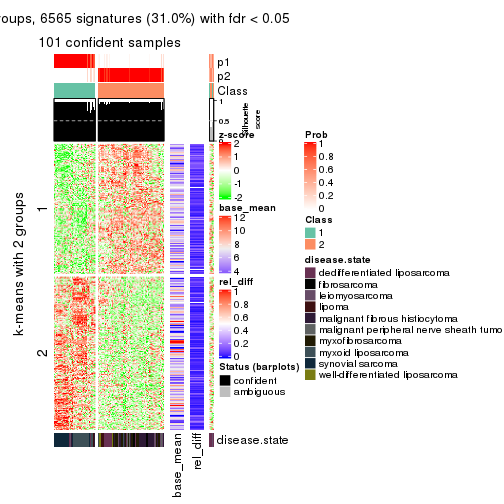 oups, 6565 signatures (31.0%) with fdr < 0.05
101 confident samples
p1
p2
Class
1
0.5
0
Silhouette
score
z-score
2
1
0
-1
-2
base_mean
12
10
8
6
4
rel_diff
1
0.8
0.6
0.4
0.2
0
Status (barplots)
confident
ambiguous
Prob
1
0.8
0.6
0.4
0.2
0
Class
1
2
disease.state
dedifferentiated liposarcoma
fibrosarcoma
leiomyosarcoma
lipoma
malignant fibrous histiocytoma
malignant peripheral nerve sheath tumo
myxofibrosarcoma
myxoid liposarcoma
synovial sarcoma
well-differentiated liposarcoma
k-means with 2 groups
1
2
disease.state
base_mean
rel_diff